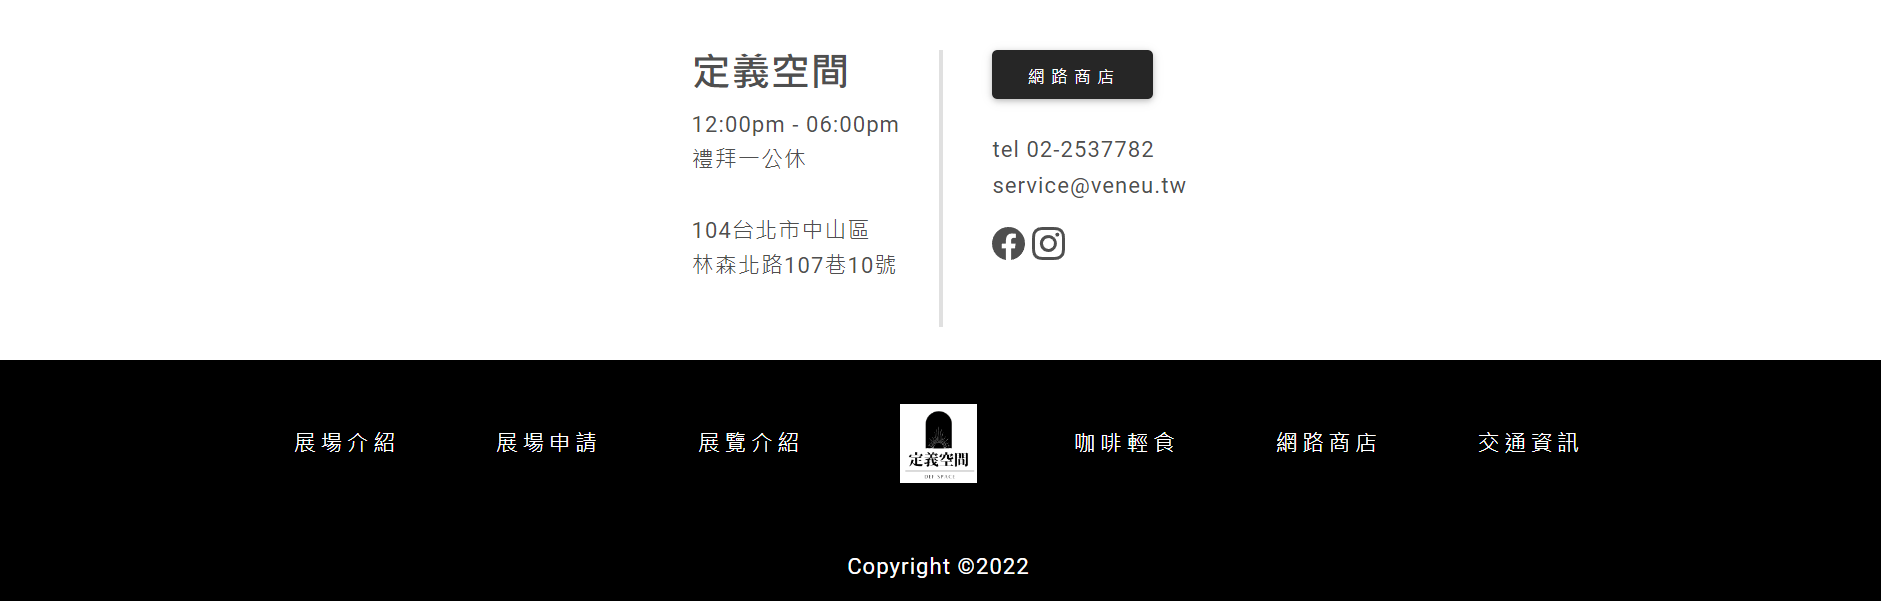 定義空間
12:00pm - 06:00pm
禮拜一公休
104台北市中山區
林森北路107巷10號
網路商店
tel 02-2537782
service@veneu.tw
展場介紹
展場申請
展覽介紹
定義空間
DEF SPACE
咖啡輕食
網路商店
交通資訊
Copyright ©2022